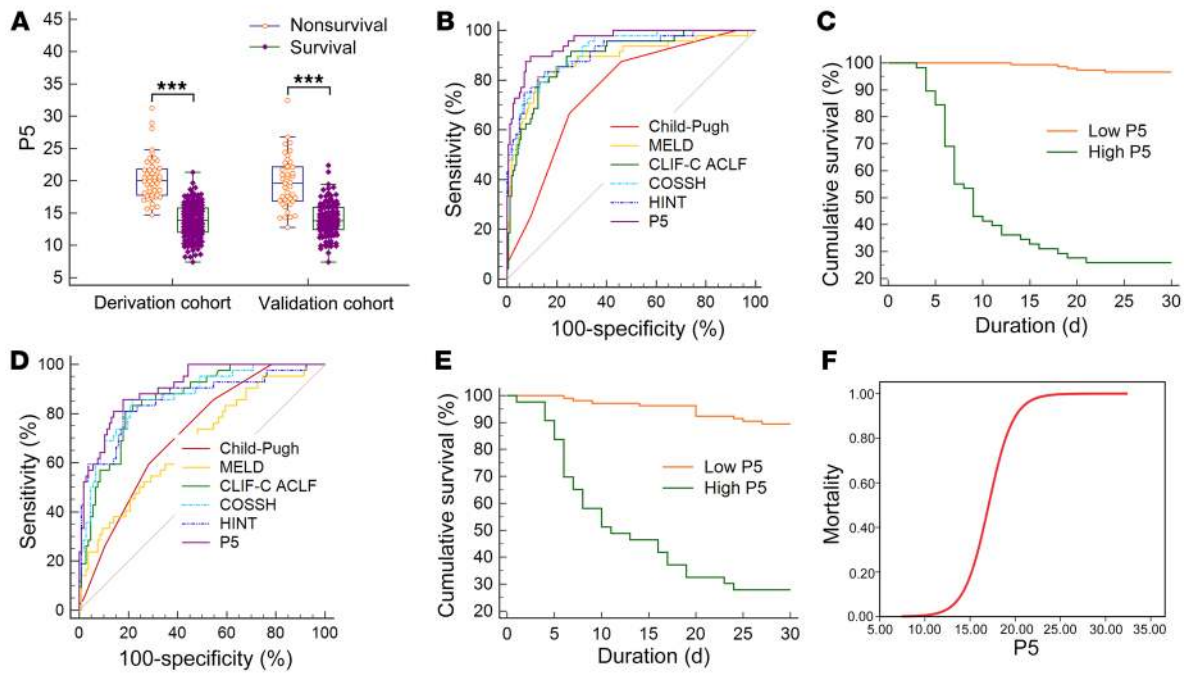 A
45
40
35
30
25
20
15
10
5
P5
Nonsurvival
Survival
***
***
Derivation cohort
Validation cohort
B
100
80
60
40
20
0
Sensitivity (%)
Child-Pugh
MELD
CLIF-C ACLF
COSSH
HINT
P5
0 20 40 60 80 100
100-specificity (%)
C
100
90
80
70
60
50
40
30
20
Cumulative survival (%)
Low P5
High P5
0 5 10 15 20 25 30
Duration (d)
D
100
80
60
40
20
0
Sensitivity (%)
Child-Pugh
MELD
CLIF-C ACLF
COSSH
HINT
P5
0 20 40 60 80 100
100-specificity (%)
E
100
90
80
70
60
50
40
30
20
Cumulative survival (%)
Low P5
High P5
0 5 10 15 20 25 30
Duration (d)
F
1.00
0.80
0.60
0.40
0.20
0.00
Mortality
5.00 10.00 15.00 20.00 25.00 30.00 35.00
P5